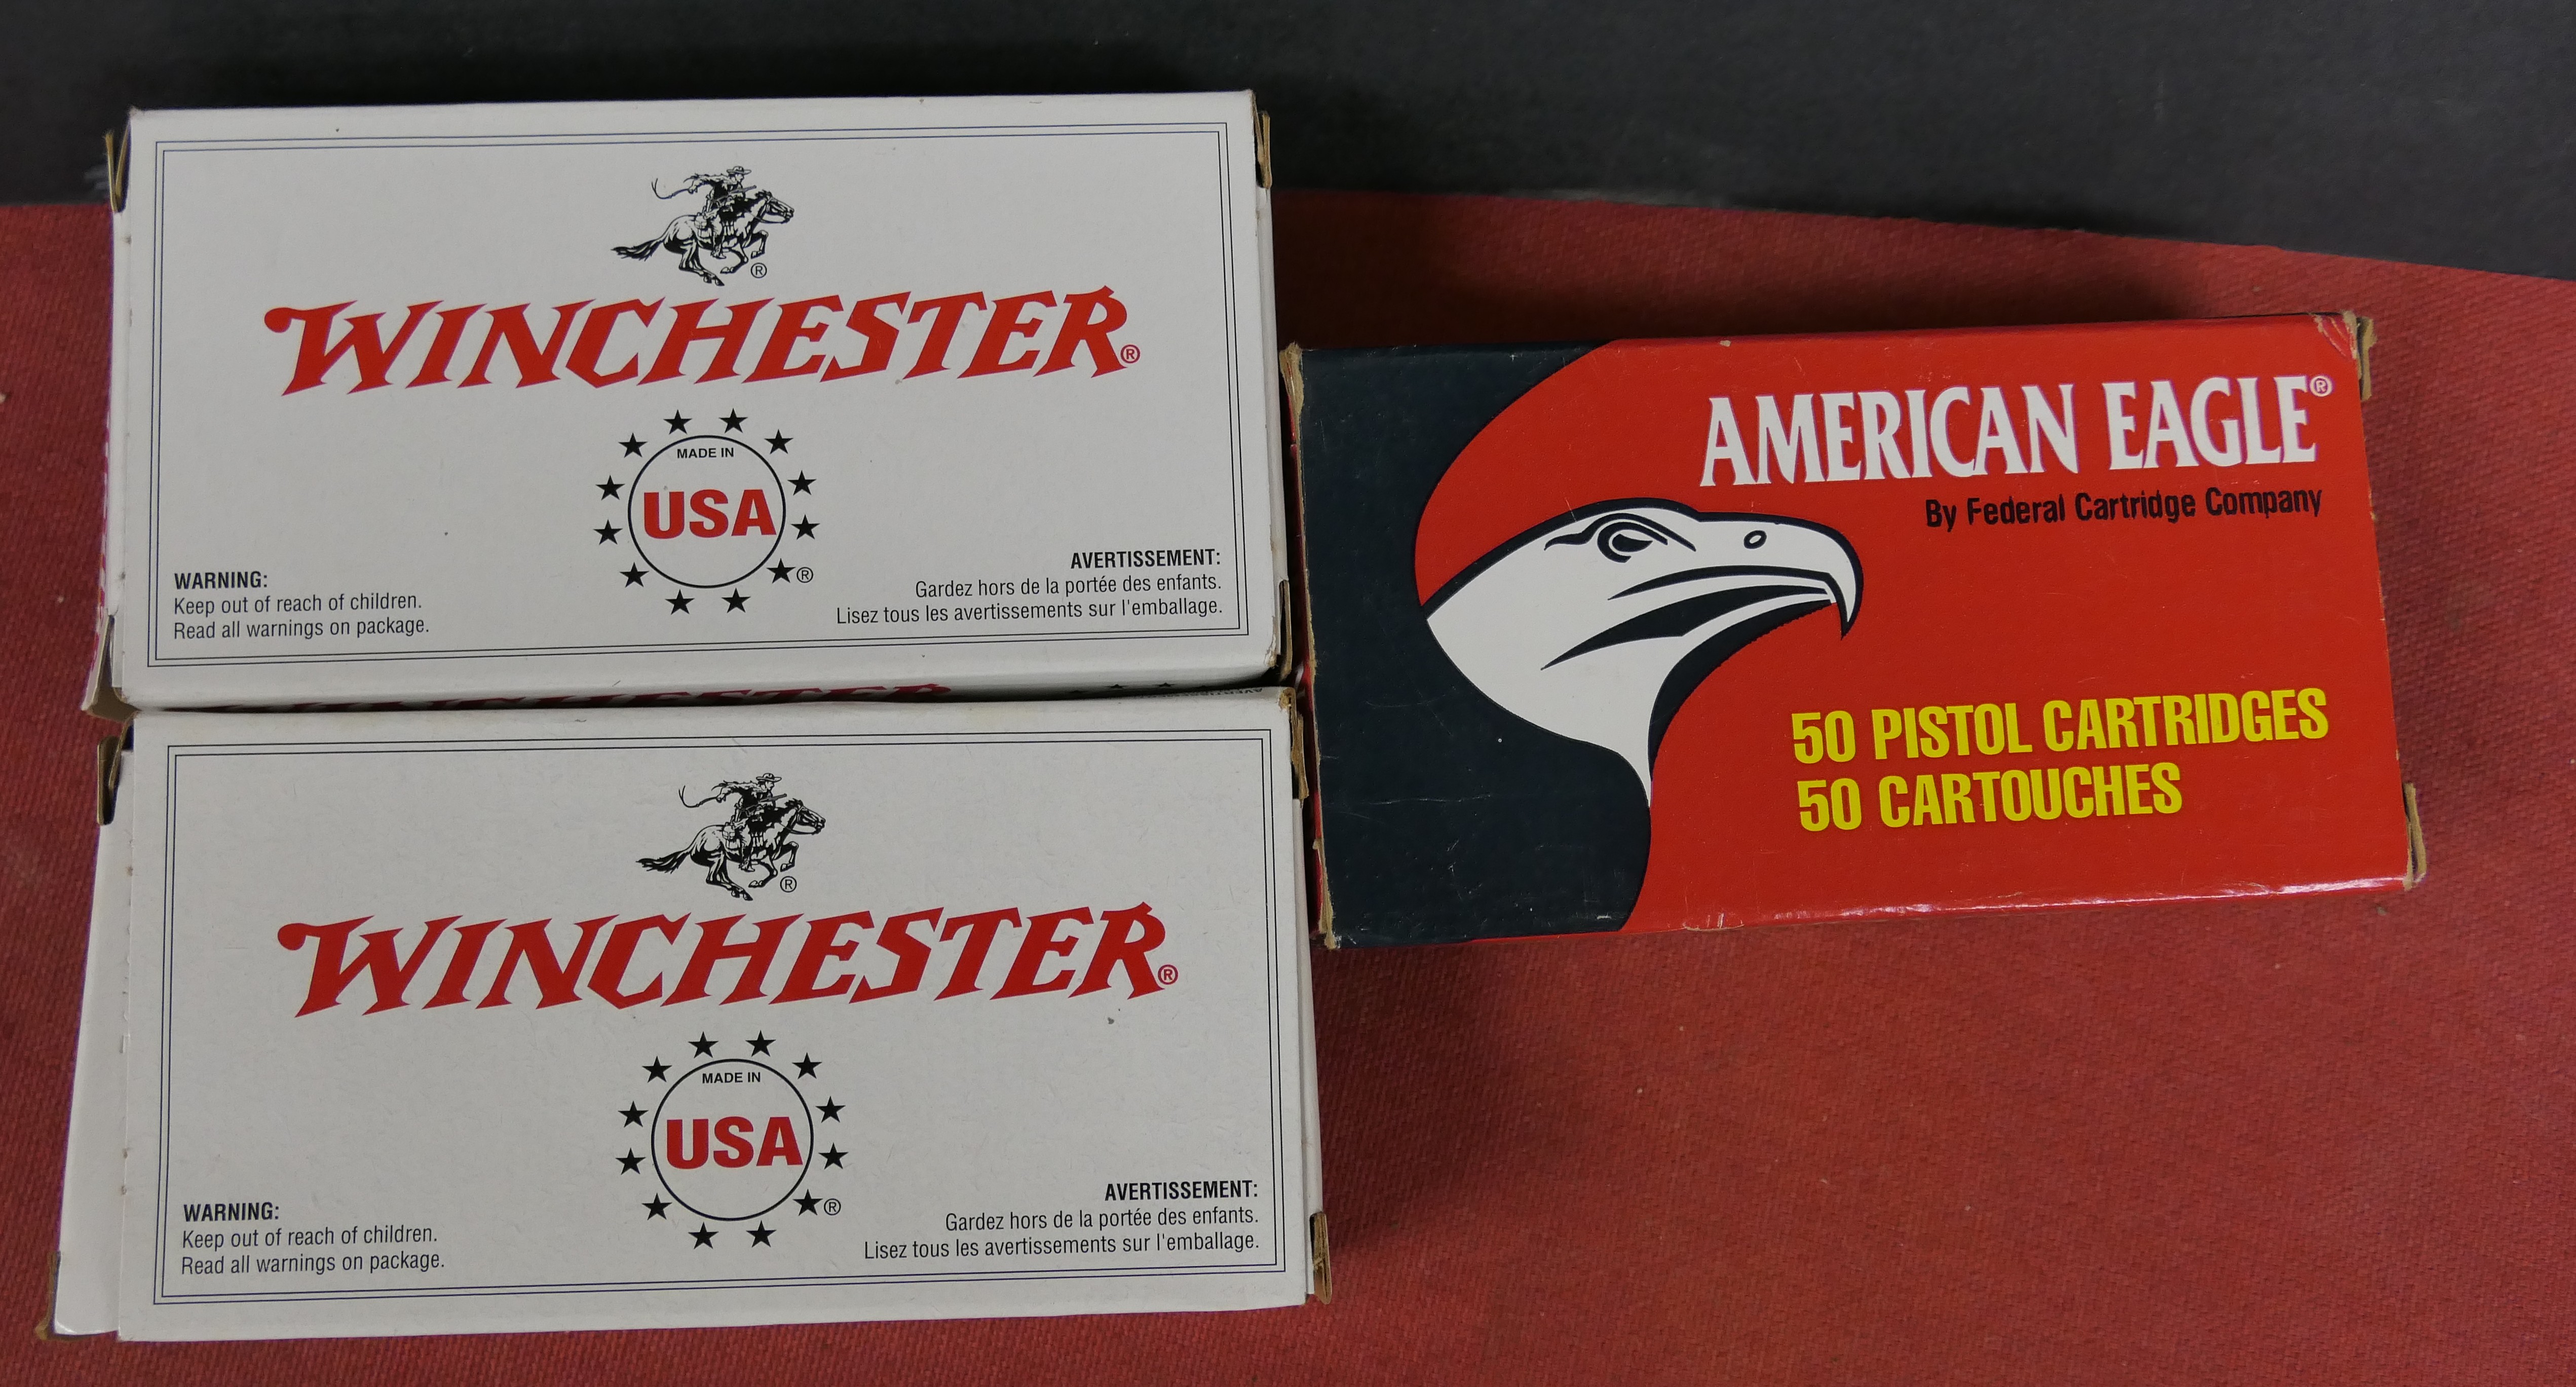 WINCHESTER®
MADE IN
USA
®
WARNING:
Keep out of reach of children.
Read all warnings on package.
AVERTISSEMENT:
Gardez hors de la portée des enfants.
Lisez tous les avertissements sur l'emballage.
WINCHESTER®
MADE IN
USA
®
WARNING:
Keep out of reach of children.
Read all warnings on package.
AVERTISSEMENT:
Gardez hors de la portée des enfants.
Lisez tous les avertissements sur l'emballage.
AMERICAN EAGLE®
By Federal Cartridge Company
50 PISTOL CARTRIDGES
50 CARTOUCHES